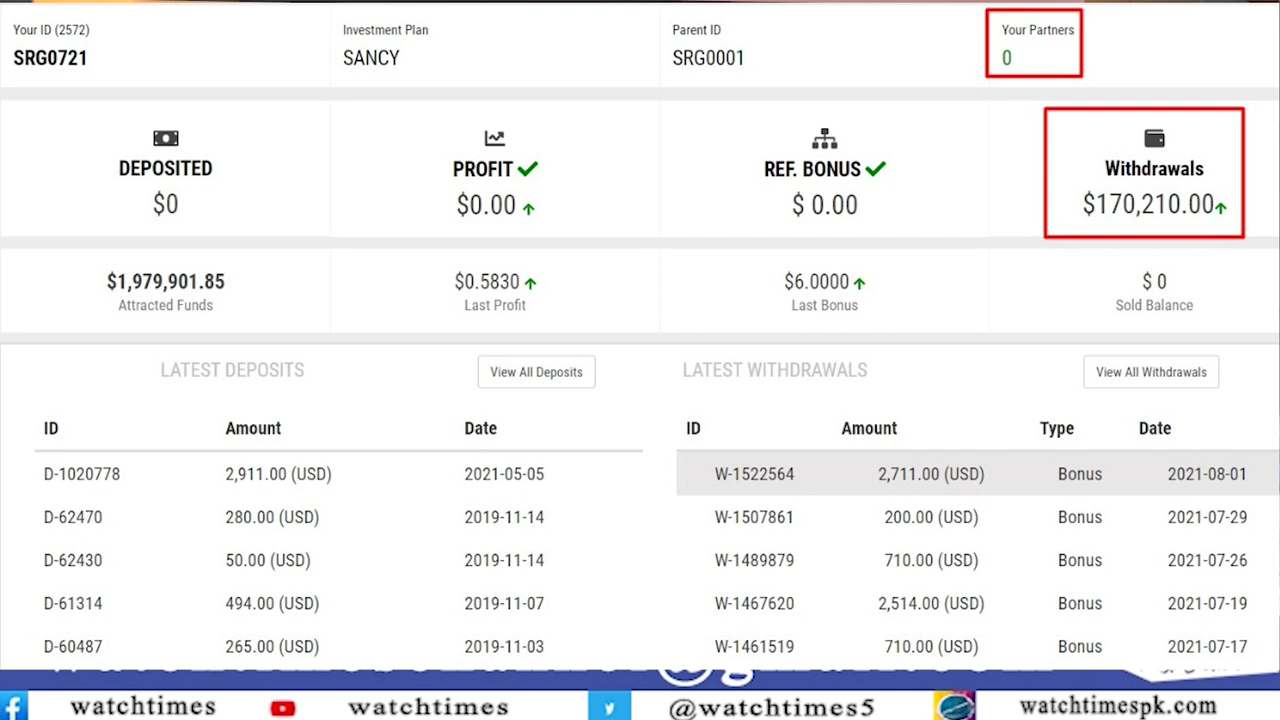 Your ID (2572) Investment Plan Parent ID Your Partners
SRG0721 SANCY SRG0001 0
DEPOSITED PROFIT REF. BONUS Withdrawals
$0 $0.00 $ 0.00 $170,210.00
$1,979,901.85 $0.5830 $6.0000 $ 0
Attracted Funds Last Profit Last Bonus Sold Balance
LATEST DEPOSITS View All Deposits LATEST WITHDRAWALS View All Withdrawals
ID Amount Date ID Amount Type Date
D-1020778 2,911.00 (USD) 2021-05-05 W-1522564 2,711.00 (USD) Bonus 2021-08-01
D-62470 280.00 (USD) 2019-11-14 W-1507861 200.00 (USD) Bonus 2021-07-29
D-62430 50.00 (USD) 2019-11-14 W-1489879 710.00 (USD) Bonus 2021-07-26
D-61314 494.00 (USD) 2019-11-07 W-1467620 2,514.00 (USD) Bonus 2021-07-19
D-60487 265.00 (USD) 2019-11-03 W-1461519 710.00 (USD) Bonus 2021-07-17
watchtimes watchtimes @watchtimes5 watchtimespk.com